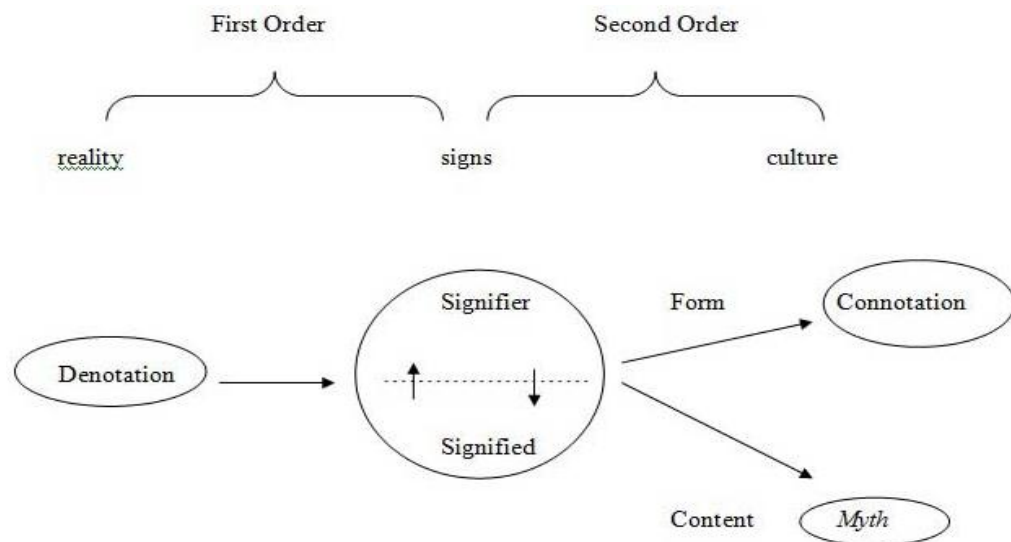 First Order Second Order
reality signs culture
Signifier Form Connotation
Denotation
Signified
Content Myth